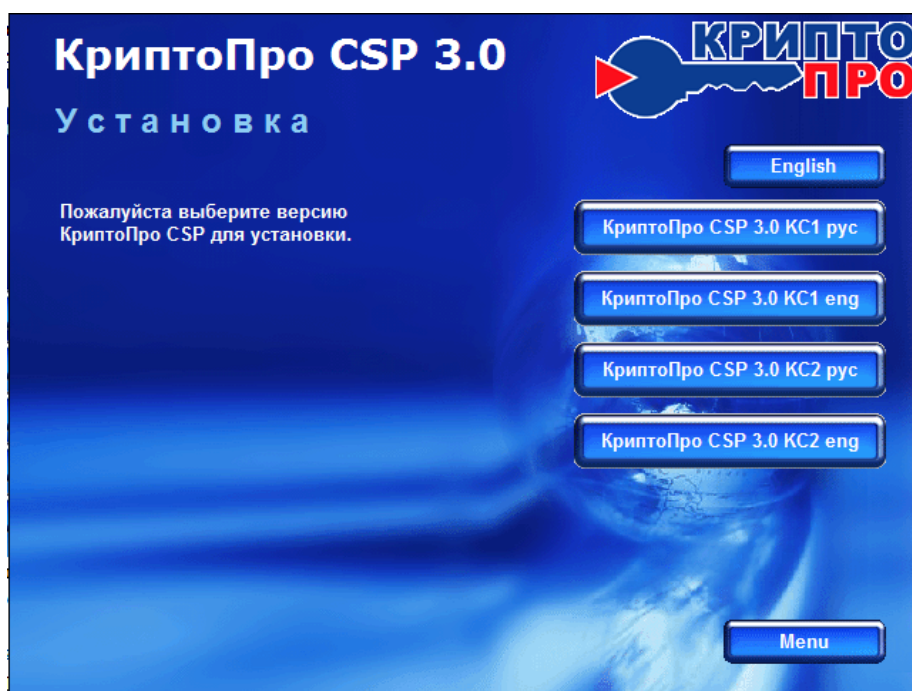 КриптоПро CSP 3.0
КРИПТО
ПРО
Установка
English
Пожалуйста выберите версию
КриптоПро CSP для установки.
КриптоПро CSP 3.0 КС1 рус
КриптоПро CSP 3.0 КС1 eng
КриптоПро CSP 3.0 КС2 рус
КриптоПро CSP 3.0 КС2 eng
Menu